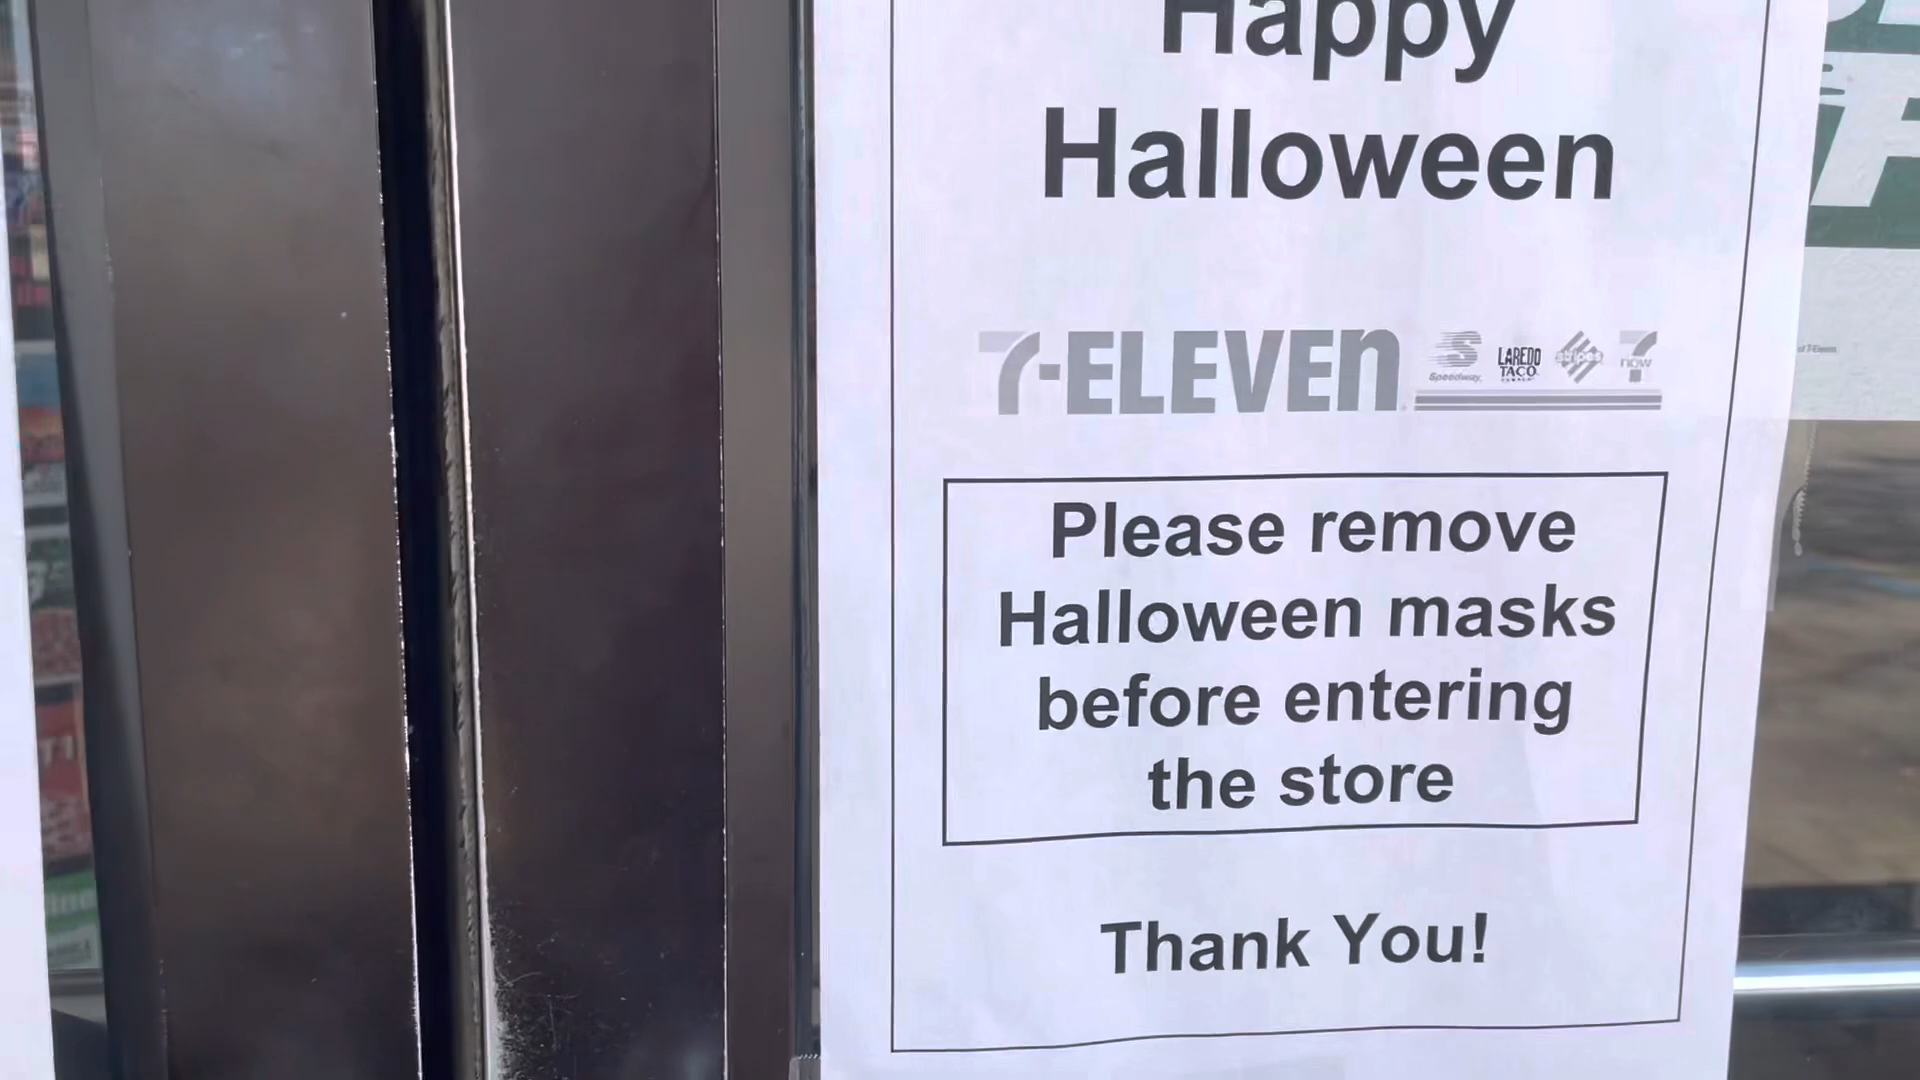 Happy
Halloween
7-ELEVEN
Speedway
LAREDO
TACO
stripes
7
now
Please remove
Halloween masks
before entering
the store
Thank You!